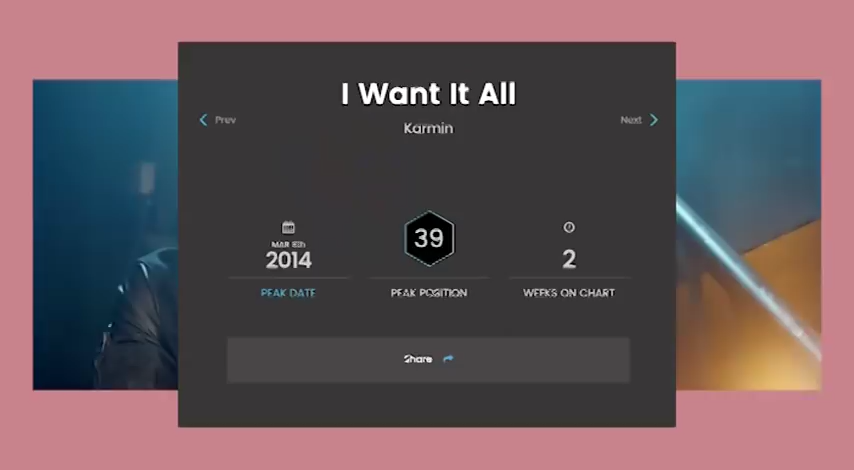 I Want It All
Prev
Karmin
Next
MAR 8th
2014
39
2
PEAK DATE
PEAK POSITION
WEEKS ON CHART
Share